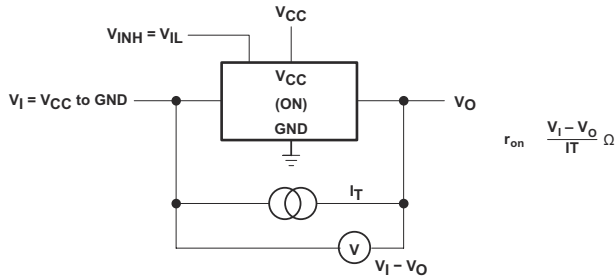 VCC
VINH = VIL
VCC
VI = VCC to GND
(ON)
VO
GND
ron VI – VO
IT Ω
IT
V
VI – VO